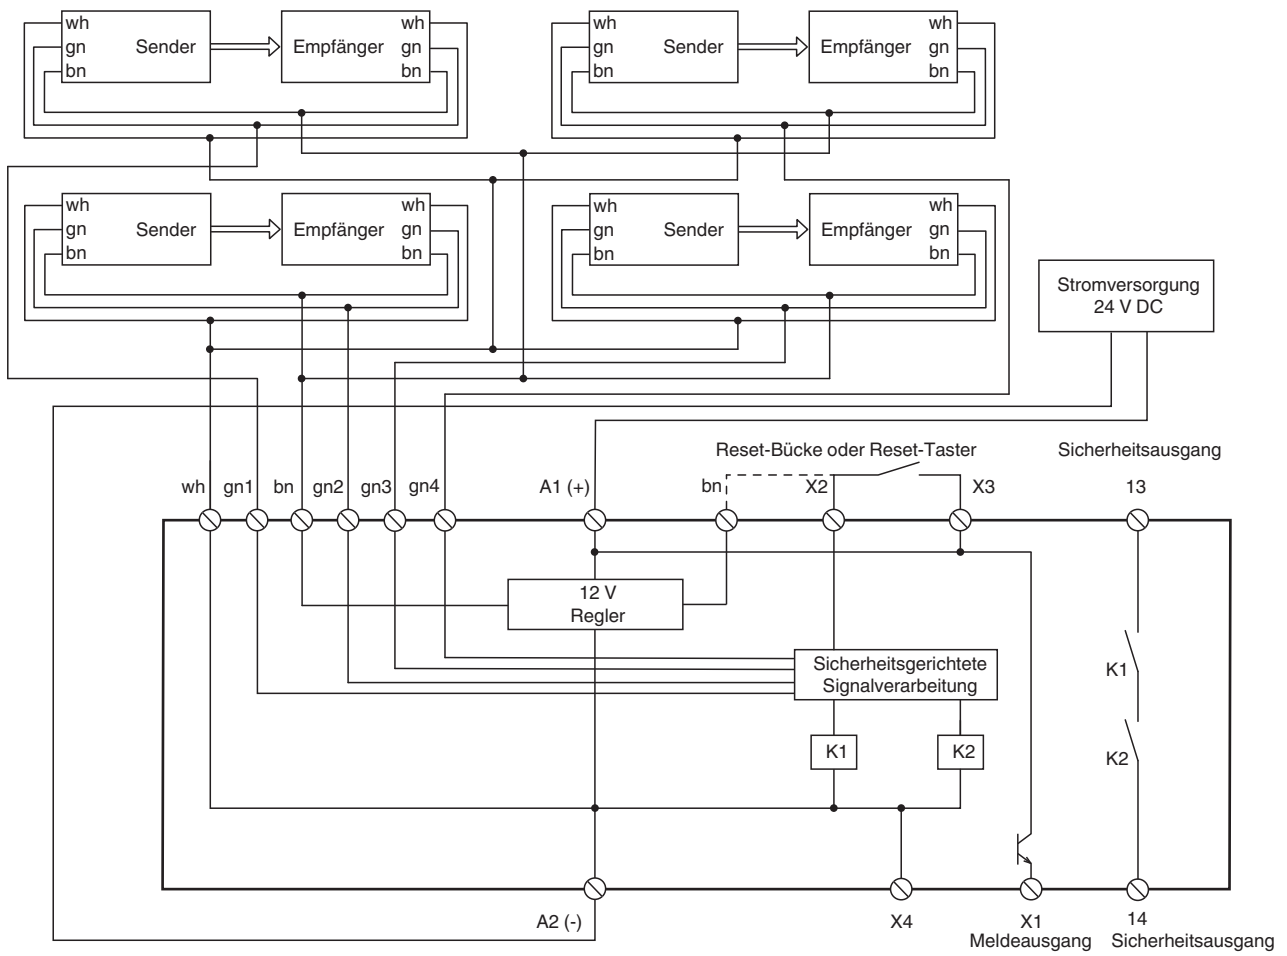 wh
gn
bn
Sender
Empfänger
wh
gn
bn
wh
gn
bn
Sender
Empfänger
wh
gn
bn
wh
gn
bn
Sender
Empfänger
wh
gn
bn
wh
gn
bn
Sender
Empfänger
wh
gn
bn
Stromversorgung
24 V DC
Reset-Bücke oder Reset-Taster
Sicherheitsausgang
wh
gn1
bn
gn2
gn3
gn4
A1 (+)
bn
X2
X3
13
12 V
Regler
Sicherheitsgerichtete
Signalverarbeitung
K1
K2
K1
K2
A2 (-)
X4
X1
14
Meldeausgang
Sicherheitsausgang